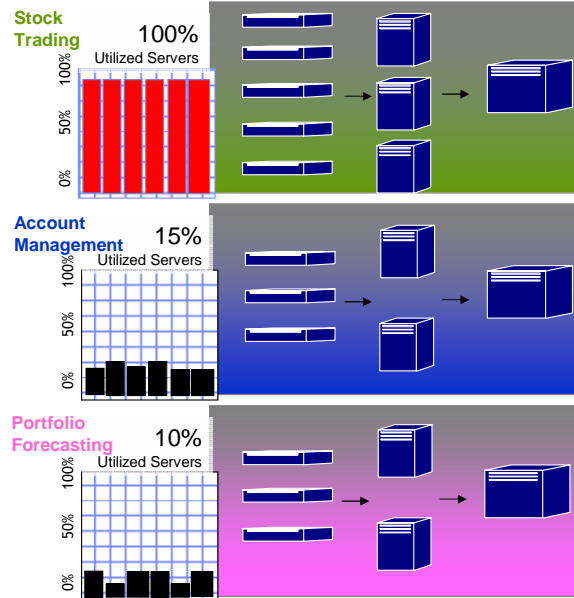 Stock
Trading
100%
Utilized Servers
100%
50%
0%
Account
Management
15%
Utilized Servers
100%
50%
0%
Portfolio
Forecasting
10%
Utilized Servers
100%
50%
0%